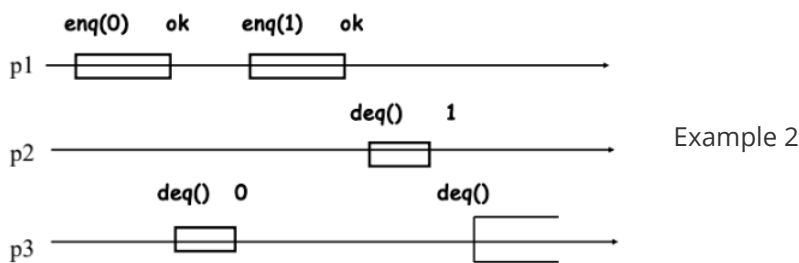 enq(0) ok enq(1) ok
p1
deq() 1
Example 2
p2
deq() 0 deq()
p3